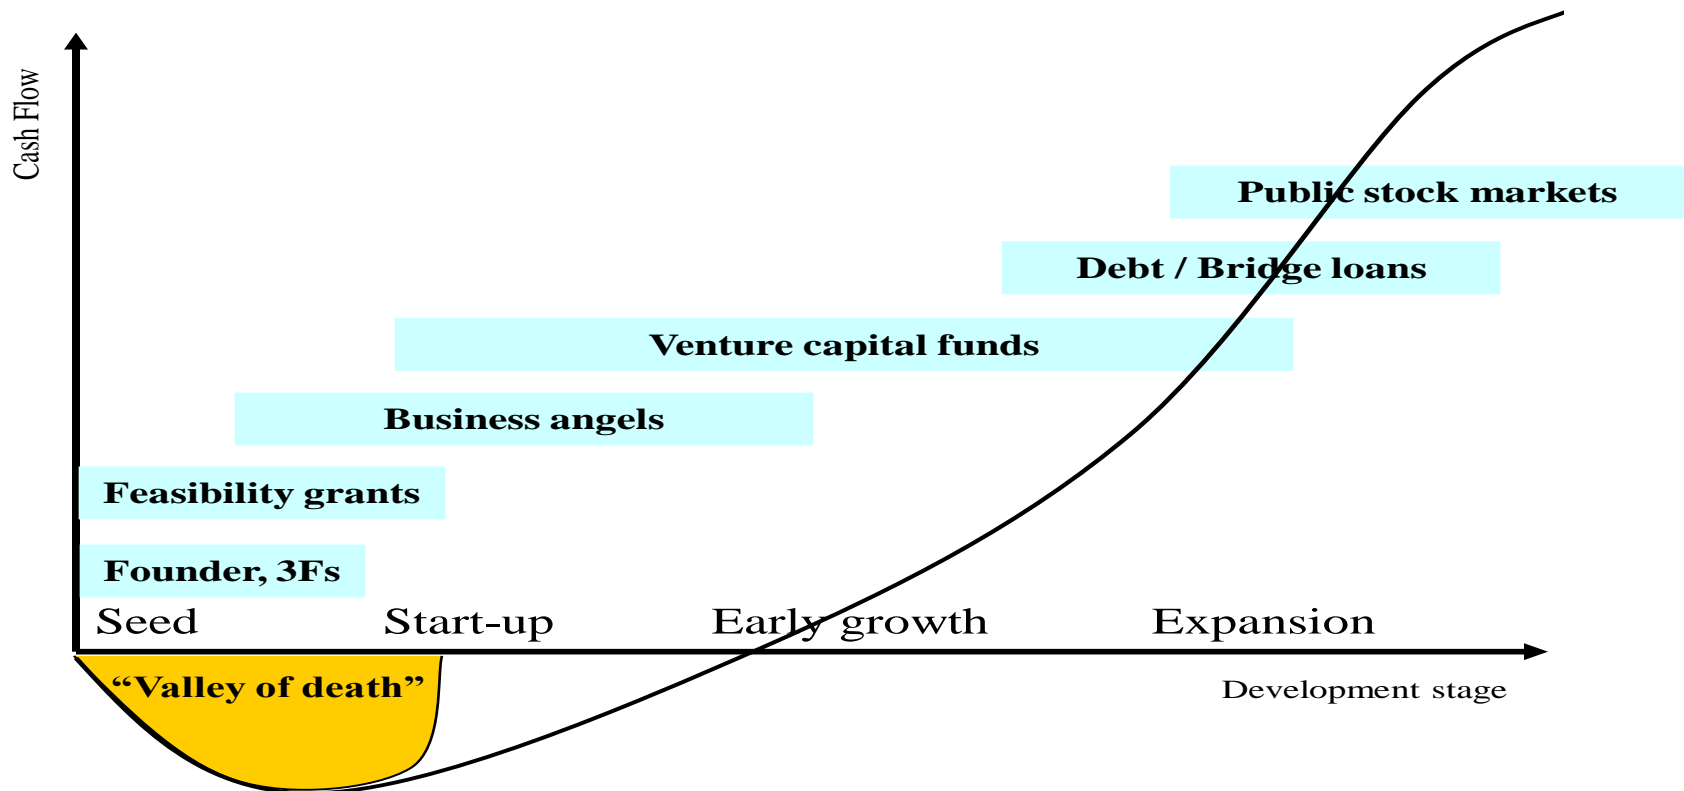 Cash Flow
Public stock markets
Debt / Bridge loans
Venture capital funds
Business angels
Feasibility grants
Founder, 3Fs
Seed Start-up Early growth Expansion
“Valley of death”
Development stage